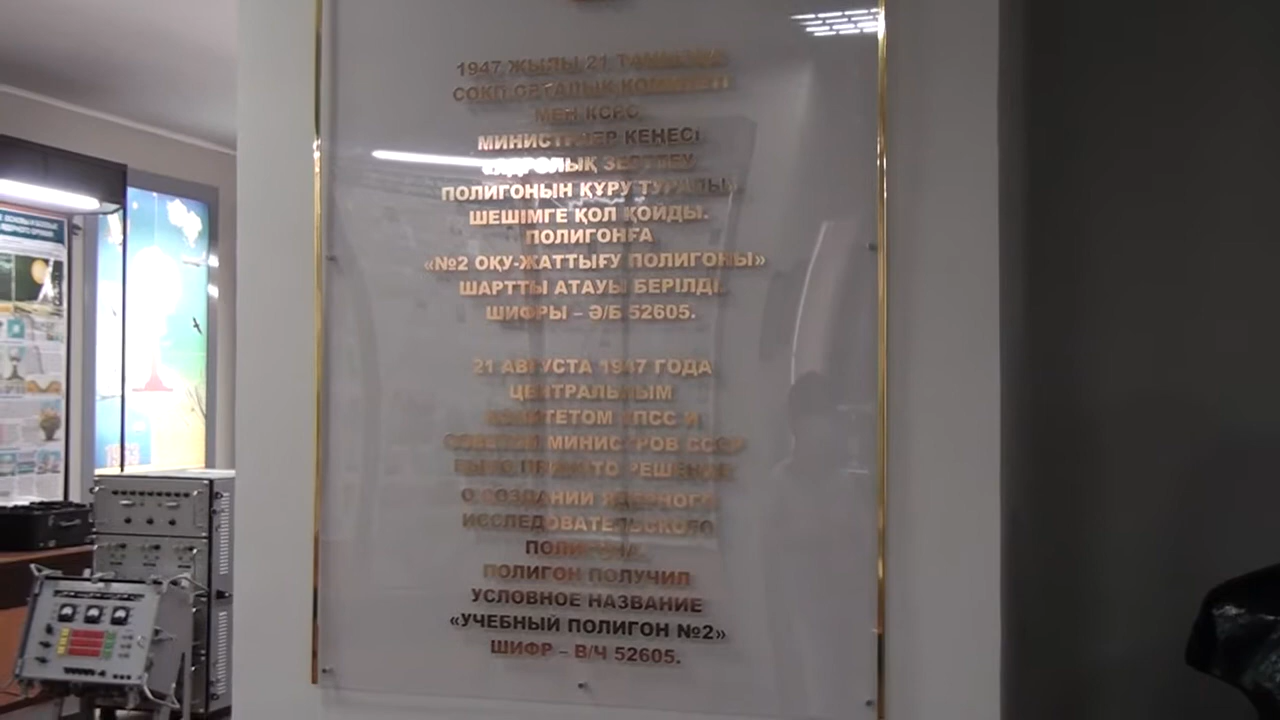 1947 ЖЫЛЫ 21 ТАМЫЗДА
СОКП ОРТАЛЫҚ КОМИТЕТІ
МЕН КСРО
МИНИСТРЛЕР КЕҢЕСІ
ЯДРОЛЫҚ ЗЕРТТЕУ
ПОЛИГОНЫН ҚҰРУ ТУРАЛЫ
ШЕШІМГЕ ҚОЛ ҚОЙДЫ.
ПОЛИГОНҒА
«№2 ОҚУ-ЖАТТЫҒУ ПОЛИГОНЫ»
ШАРТТЫ АТАУЫ БЕРІЛДІ.
ШИФРЫ – Ә/Б 52605.
21 АВГУСТА 1947 ГОДА
ЦЕНТРАЛЬНЫМ
КОМИТЕТОМ КПСС И
СОВЕТОМ МИНИСТРОВ СССР
БЫЛО ПРИНЯТО РЕШЕНИЕ
О СОЗДАНИИ ЯДЕРНОГО
ИССЛЕДОВАТЕЛЬСКОГО
ПОЛИГОНА.
ПОЛИГОН ПОЛУЧИЛ
УСЛОВНОЕ НАЗВАНИЕ
«УЧЕБНЫЙ ПОЛИГОН №2»
ШИФР – В/Ч 52605.